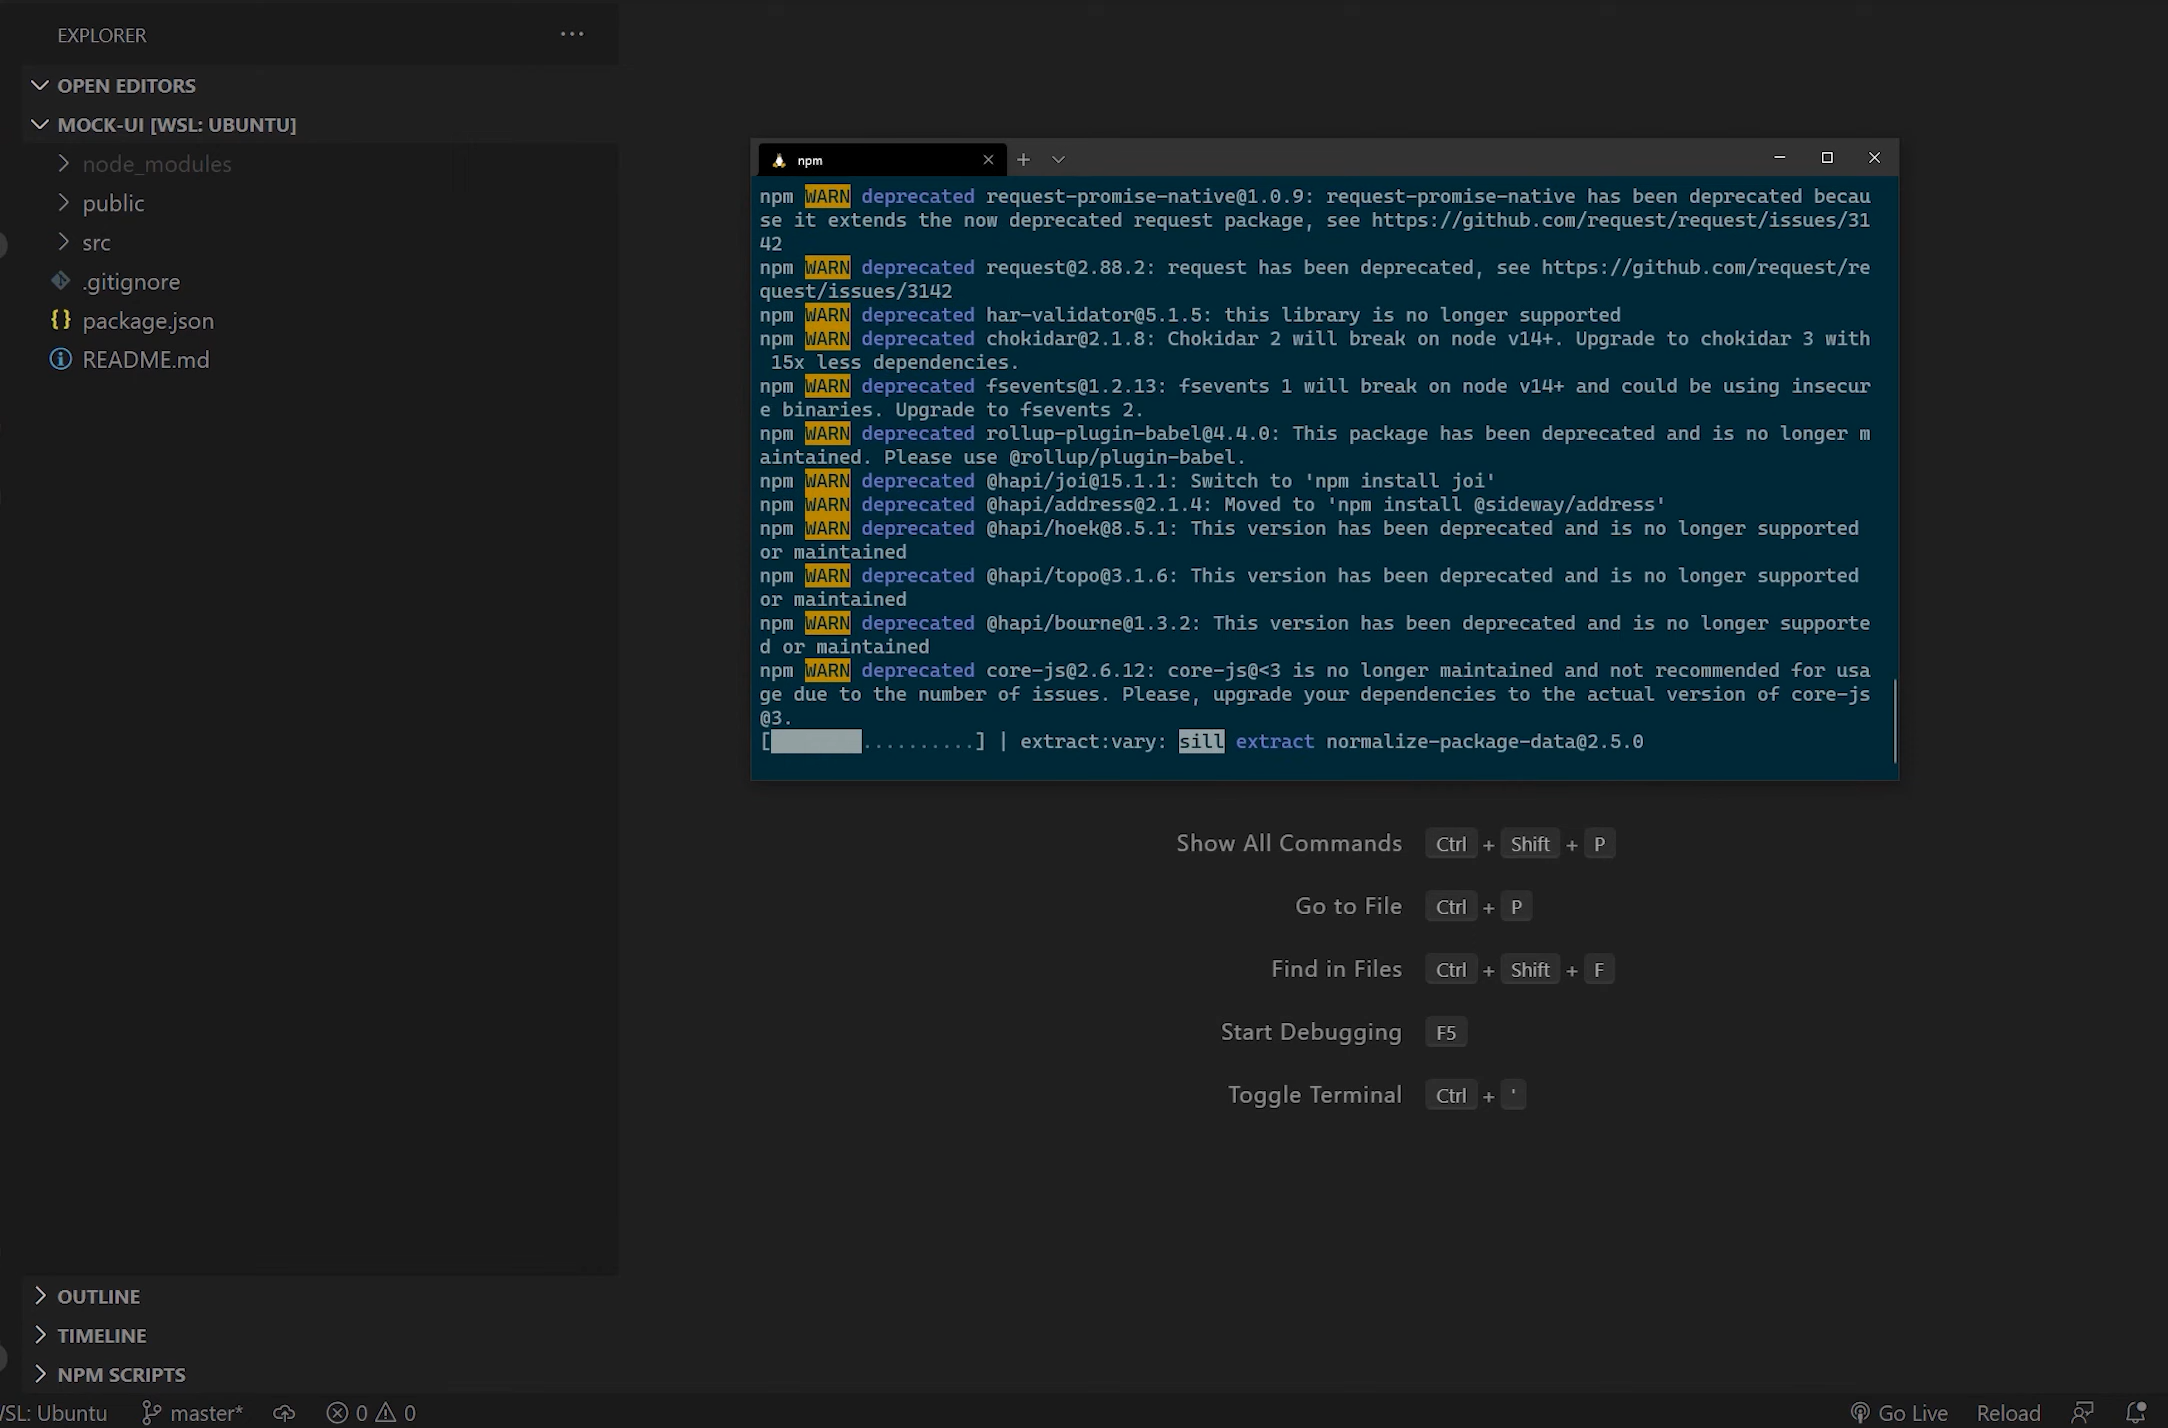 EXPLORER
OPEN EDITORS
MOCK-UI [WSL: UBUNTU]
node_modules
public
src
.gitignore
package.json
README.md
OUTLINE
TIMELINE
NPM SCRIPTS
npm
npm WARN deprecated request-promise-native@1.0.9: request-promise-native has been deprecated becau
se it extends the now deprecated request package, see https://github.com/request/request/issues/31
42
npm WARN deprecated request@2.88.2: request has been deprecated, see https://github.com/request/re
quest/issues/3142
npm WARN deprecated har-validator@5.1.5: this library is no longer supported
npm WARN deprecated chokidar@2.1.8: Chokidar 2 will break on node v14+. Upgrade to chokidar 3 with
15x less dependencies.
npm WARN deprecated fsevents@1.2.13: fsevents 1 will break on node v14+ and could be using insecur
e binaries. Upgrade to fsevents 2.
npm WARN deprecated rollup-plugin-babel@4.4.0: This package has been deprecated and is no longer m
aintained. Please use @rollup/plugin-babel.
npm WARN deprecated @hapi/joi@15.1.1: Switch to 'npm install joi'
npm WARN deprecated @hapi/address@2.1.4: Moved to 'npm install @sideway/address'
npm WARN deprecated @hapi/hoek@8.5.1: This version has been deprecated and is no longer supported
or maintained
npm WARN deprecated @hapi/topo@3.1.6: This version has been deprecated and is no longer supported
or maintained
npm WARN deprecated @hapi/bourne@1.3.2: This version has been deprecated and is no longer supporte
d or maintained
npm WARN deprecated core-js@2.6.12: core-js@<3 is no longer maintained and not recommended for usa
ge due to the number of issues. Please, upgrade your dependencies to the actual version of core-js
@3.
[..........] | extract:vary: sill extract normalize-package-data@2.5.0
Show All Commands Ctrl + Shift + P
Go to File Ctrl + P
Find in Files Ctrl + Shift + F
Start Debugging F5
Toggle Terminal Ctrl + '
WSL: Ubuntu master* 0 0 Go Live Reload